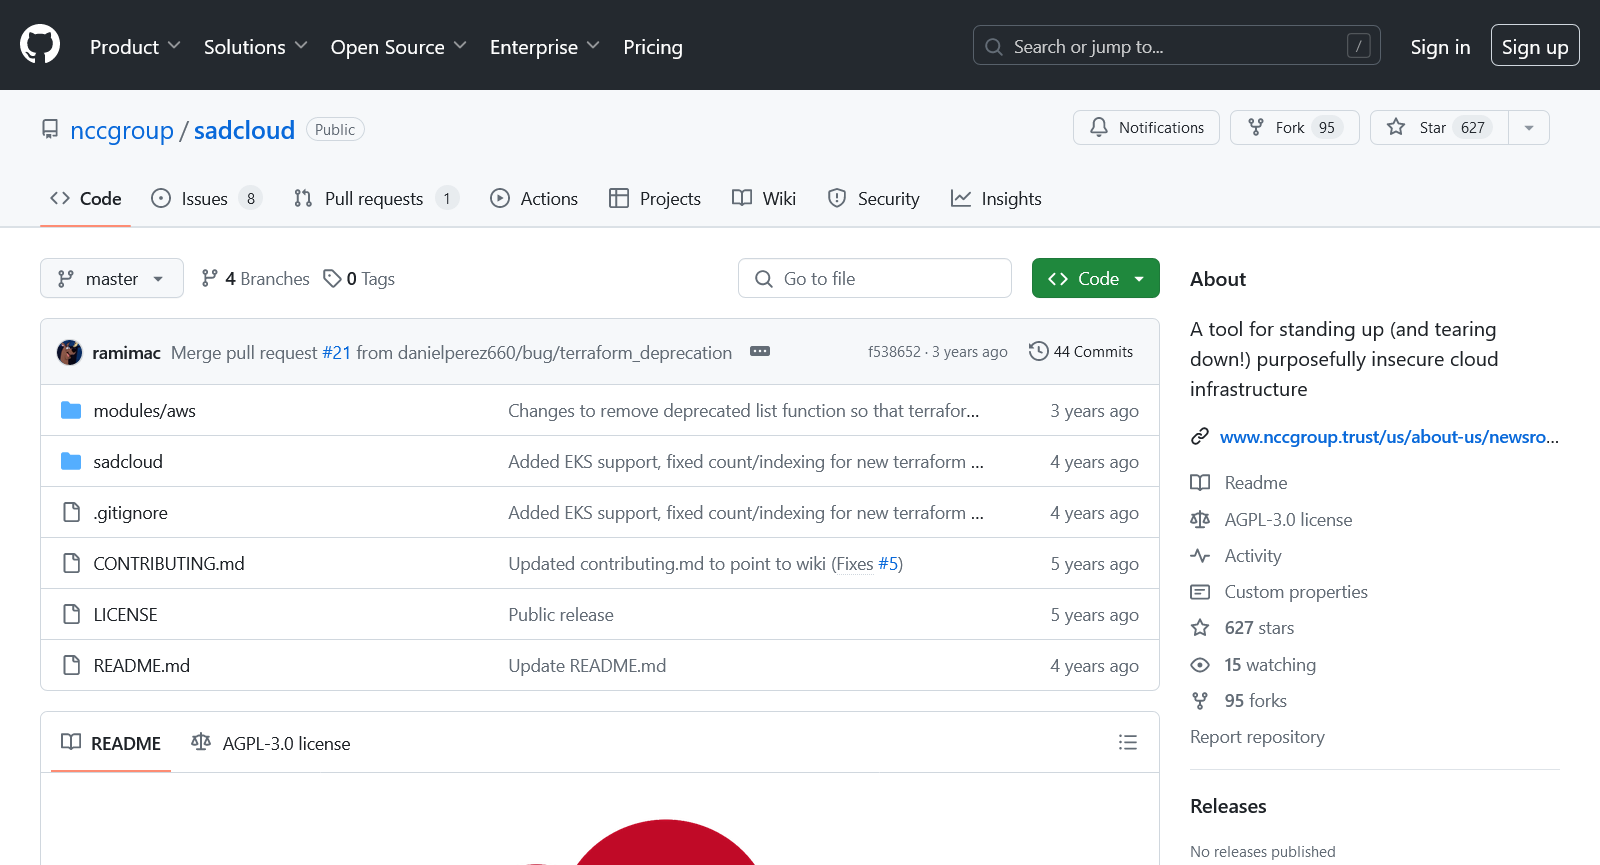 Product Solutions Open Source Enterprise Pricing Search or jump to... / Sign in Sign up
nccgroup / sadcloud Public Notifications Fork 95 Star 627
Code Issues 8 Pull requests 1 Actions Projects Wiki Security Insights
master 4 Branches 0 Tags Go to file Code
ramimac Merge pull request #21 from danielperez660/bug/terraform_deprecation f538652 · 3 years ago 44 Commits
modules/aws Changes to remove deprecated list function so that terrafor... 3 years ago
sadcloud Added EKS support, fixed count/indexing for new terraform ... 4 years ago
.gitignore Added EKS support, fixed count/indexing for new terraform ... 4 years ago
CONTRIBUTING.md Updated contributing.md to point to wiki (Fixes #5) 5 years ago
LICENSE Public release 5 years ago
README.md Update README.md 4 years ago
README AGPL-3.0 license
About
A tool for standing up (and tearing
down!) purposefully insecure cloud
infrastructure
www.nccgroup.trust/us/about-us/newsro...
Readme
AGPL-3.0 license
Activity
Custom properties
627 stars
15 watching
95 forks
Report repository
Releases
No releases published